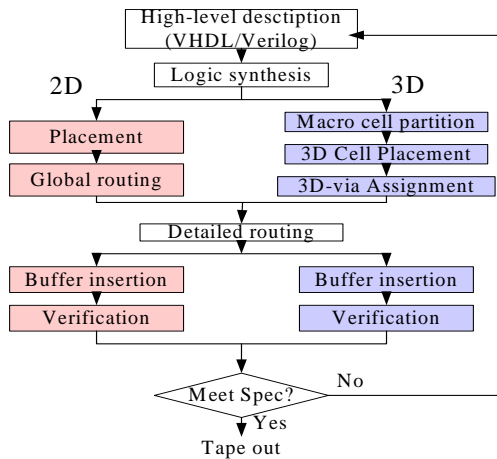 High-level desctiption
(VHDL/Verilog)
Logic synthesis
2D
3D
Placement
Global routing
Macro cell partition
3D Cell Placement
3D-via Assignment
Detailed routing
Buffer insertion
Verification
Buffer insertion
Verification
Meet Spec?
No
Yes
Tape out